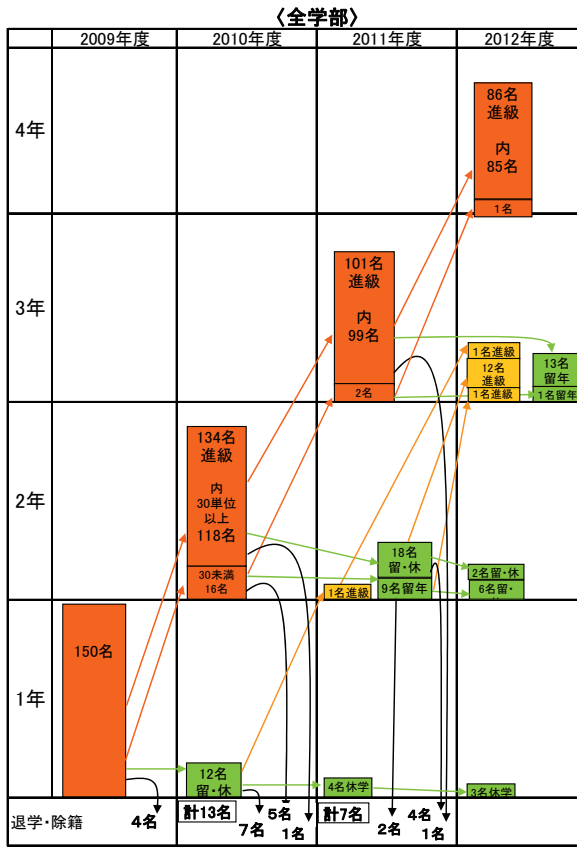 〈全学部〉
2009年度
2010年度
2011年度
2012年度
4年
86名
進級
内
85名
1名
3年
101名
進級
内
99名
2名
1名進級
12名
進級
1名進級
13名
留年
1名留年
2年
134名
進級
内
30単位
以上
118名
30未満
16名
1名進級
18名
留・休
9名留年
2名留・休
6名留・
1年
150名
12名
留・休
4名休学
3名休学
退学・除籍
4名
計13名
7名
5名
1名
計7名
2名
4名
1名